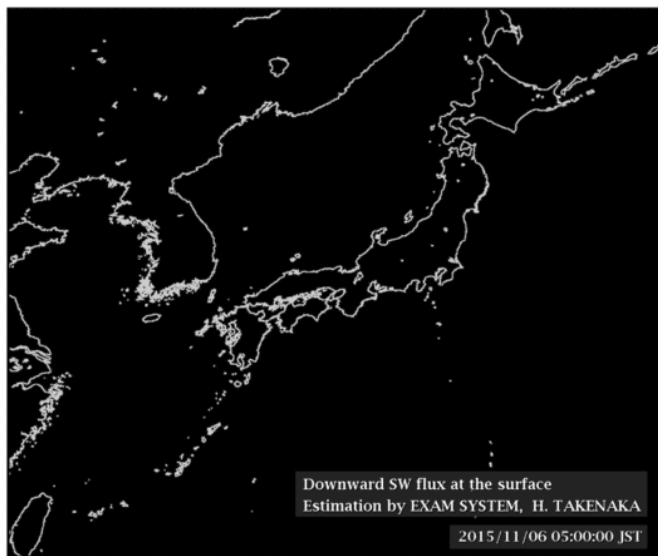 Downward SW flux at the surface
Estimation by EXAM SYSTEM, H. TAKENAKA
2015/11/06 05:00:00 JST